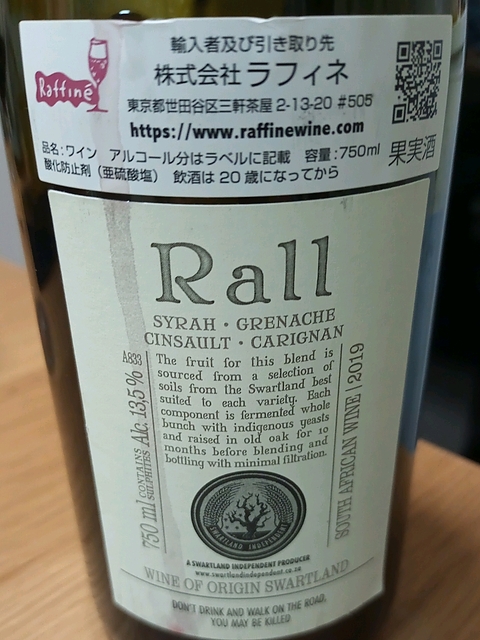 Raffiné
輸入者及び引き取り先
株式会社 ラフィネ
東京都世田谷区三軒茶屋 2-13-20 #505
https://www.raffinewine.com
品名:ワイン アルコール分はラベルに記載 容量:750ml
酸化防止剤（亜硫酸塩） 飲酒は 20 歳になってから
果実酒
Rall
SYRAH · GRENACHE
CINSAULT · CARIGNAN
A833
750 ml CONTAINS SULPHITES Alc. 13,5%
The fruit for this blend is
sourced from a selection of
soils from the Swartland best
suited to each variety. Each
component is fermented whole
bunch with indigenous yeasts
and raised in old oak for 10
months before blending and
bottling with minimal filtration.
SOUTH AFRICAN WINE | 2019
SWARTLAND INDEPENDENT
A SWARTLAND INDEPENDENT PRODUCER
www.swartlandindependent.co.za
WINE OF ORIGIN SWARTLAND
DON'T DRINK AND WALK ON THE ROAD,
YOU MAY BE KILLED